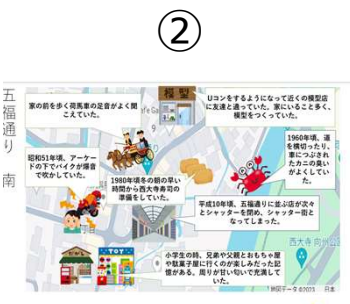 ②
五福通り 南
家の前を歩く荷馬車の足音がよく聞
こえていた。
模型
Uコンをするようになって近くの模型店
に友達と通っていた。家にいること多く、
模型をつくっていた。
1960年頃、道
を横切ったり、
車につぶされ
たカニの臭い
がよくしてい
た。
昭和51年頃、アーケー
ドの下でバイクが爆音
で吹かしていた。
1980年頃冬の朝の早い
時間から西大寺寿司の
準備をしていた。
平成10年頃、五福通りに並ぶ店が次々
とシャッターを閉め、シャッター街と
なってしまった。
TOY
小学生の時、兄弟や父親とおもちゃ屋
や駄菓子屋に行くのが楽しみだった記
憶がある。周りが甘い匂いで充満して
いた。
地図データ ©2023 日本